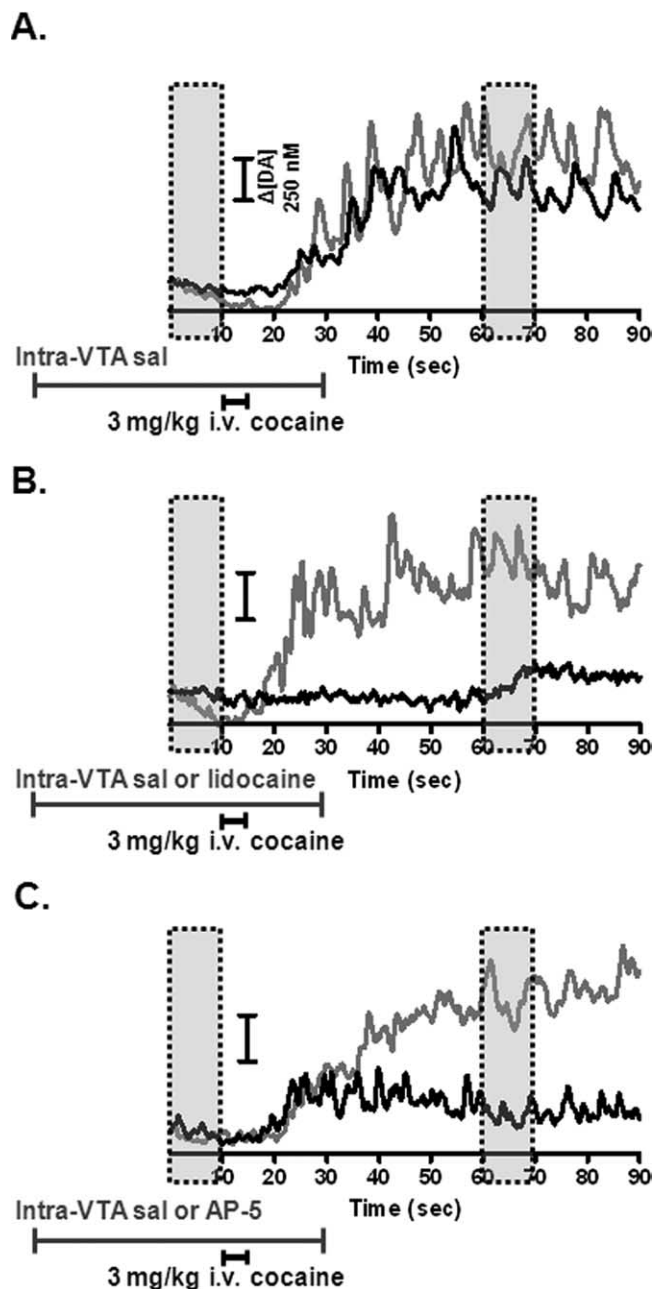 A.
Δ[DA]
250 nM
10 20 30 40 50 60 70 80 90
Time (sec)
Intra-VTA sal
3 mg/kg i.v. cocaine
B.
10 20 30 40 50 60 70 80 90
Intra-VTA sal or lidocaine Time (sec)
3 mg/kg i.v. cocaine
C.
10 20 30 40 50 60 70 80 90
Time (sec)
Intra-VTA sal or AP-5
3 mg/kg i.v. cocaine